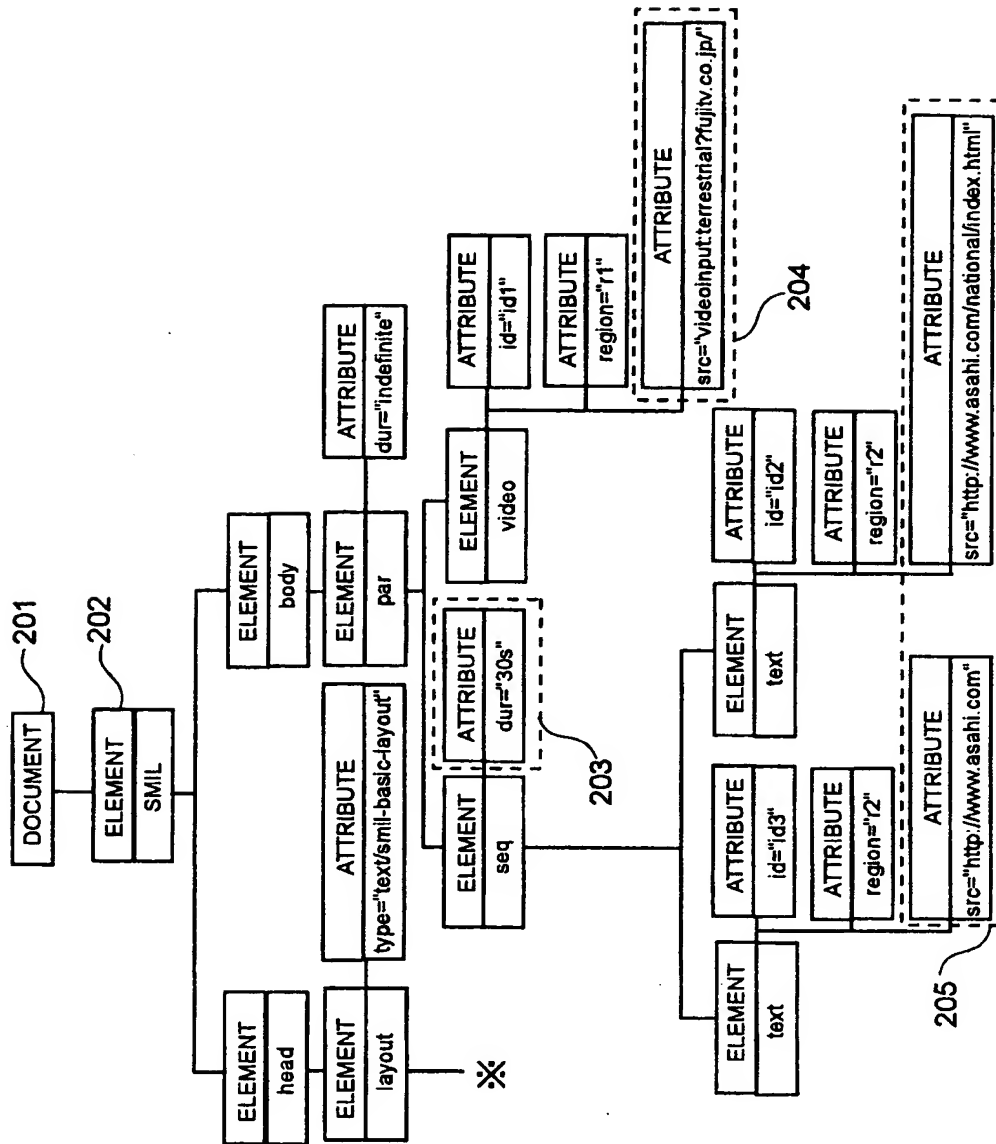 DOCUMENT
201
ELEMENT
SMIL
202
ELEMENT
head
ELEMENT
body
ELEMENT
layout
ATTRIBUTE
type="text/smil-basic-layout"
※
ELEMENT
par
ATTRIBUTE
dur="indefinite"
ELEMENT
seq
ATTRIBUTE
dur="30s"
203
ELEMENT
video
ATTRIBUTE
id="id1"
ATTRIBUTE
region="r1"
ATTRIBUTE
src="videoinput:terrestrial?fujitv.co.jp/"
204
ELEMENT
text
ATTRIBUTE
id="id3"
ATTRIBUTE
region="r2"
ATTRIBUTE
src="http://www.asahi.com"
ELEMENT
text
ATTRIBUTE
id="id2"
ATTRIBUTE
region="r2"
ATTRIBUTE
src="http://www.asahi.com/national/index.html"
205